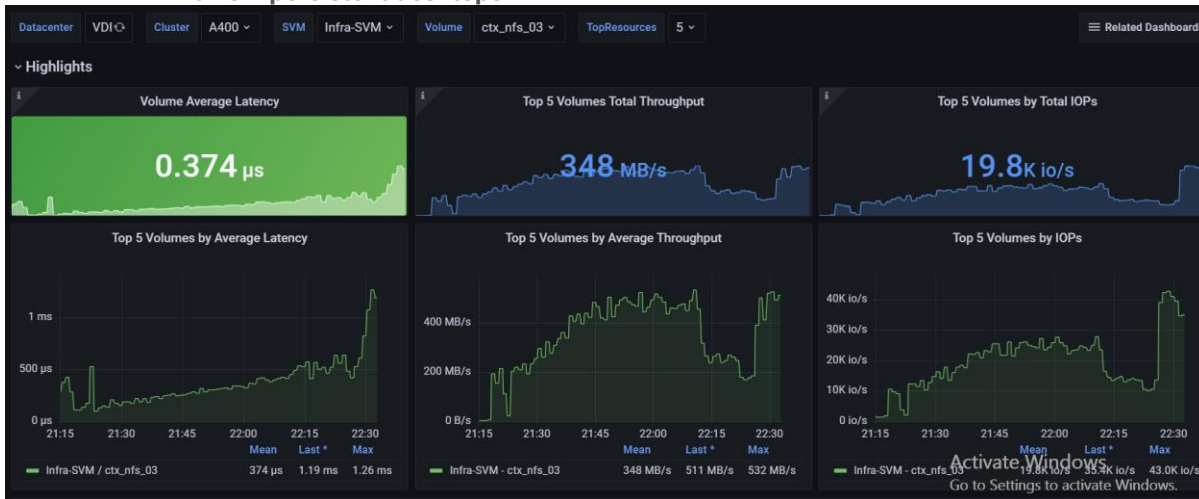 Datacenter VDI Cluster A400 SVM Infra-SVM Volume ctx_nfs_03 TopResources 5 Related Dashboard
Highlights
Volume Average Latency
0.374 µs
Top 5 Volumes Total Throughput
348 MB/s
Top 5 Volumes by Total IOPs
19.8K io/s
Top 5 Volumes by Average Latency
1 ms
500 µs
0 µs
21:15 21:30 21:45 22:00 22:15 22:30
Mean Last * Max
Infra-SVM / ctx_nfs_03 374 µs 1.19 ms 1.26 ms
Top 5 Volumes by Average Throughput
400 MB/s
200 MB/s
0 B/s
21:15 21:30 21:45 22:00 22:15 22:30
Mean Last * Max
Infra-SVM - ctx_nfs_03 348 MB/s 511 MB/s 532 MB/s
Top 5 Volumes by IOPs
40K io/s
30K io/s
20K io/s
10K io/s
0 io/s
21:15 21:30 21:45 22:00 22:15 22:30
Mean Last * Max
Infra-SVM - ctx_nfs_03 19.8K io/s 35.4K io/s 43.0K io/s
Activate Windows
Go to Settings to activate Windows.